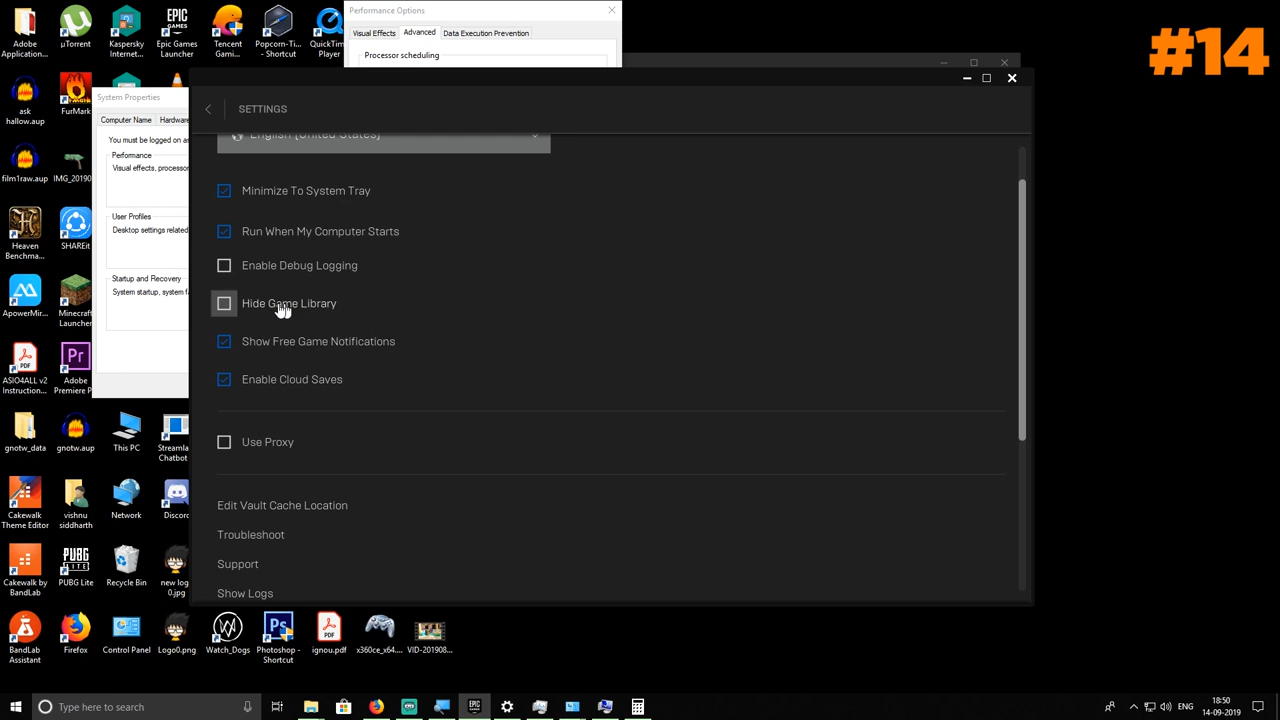 #14
Adobe
Application...
µTorrent
Kaspersky
Internet...
Epic Games
Launcher
Tencent
Gami...
Popcorn-Ti...
- Shortcut
QuickTime
Player
Performance Options
Visual Effects
Advanced
Data Execution Prevention
Processor scheduling
ask
hallow.aup
FurMark
System Properties
Computer Name
Hardware
You must be logged on as
Performance
Visual effects, processor
User Profiles
Desktop settings related
Startup and Recovery
System startup, system f
SETTINGS
English (United States)
Minimize To System Tray
Run When My Computer Starts
Enable Debug Logging
Hide Game Library
Show Free Game Notifications
Enable Cloud Saves
Use Proxy
Edit Vault Cache Location
Troubleshoot
Support
Show Logs
film1raw.aup
IMG_20190
Heaven
Benchma...
SHAREit
ApowerMir...
Minecraft
Launcher
ASIO4ALL v2
Instruction...
Adobe
Premiere P
gnotw_data
gnotw.aup
This PC
Streamla
Chatbot
Cakewalk
Theme Editor
vishnu
siddharth
Network
Discord
Cakewalk by
BandLab
PUBG
LITE
PUBG Lite
Recycle Bin
new log
0.jpg
BandLab
Assistant
Firefox
Control Panel
Logo0.png
Watch_Dogs
Photoshop -
Shortcut
ignou.pdf
x360ce_x64....
VID-201908...
Type here to search
ENG
18:50
14-09-2019